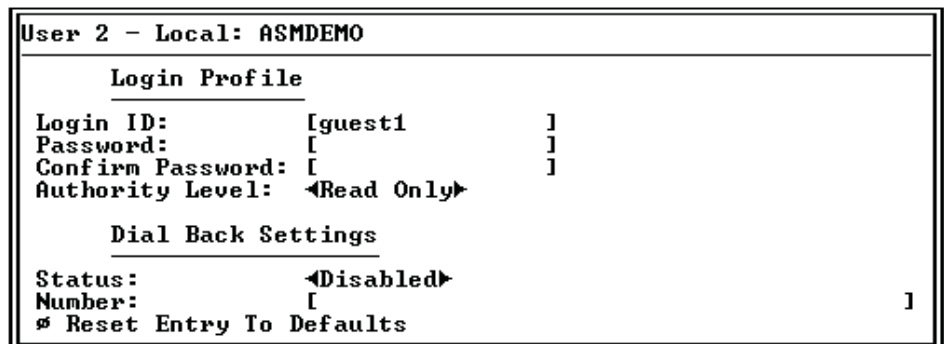 User 2 - Local: ASMDEMO
Login Profile
Login ID: [guest1 ]
Password: [ ]
Confirm Password: [ ]
Authority Level: ◄Read Only►
Dial Back Settings
Status: ◄Disabled►
Number: [ ]
ø Reset Entry To Defaults